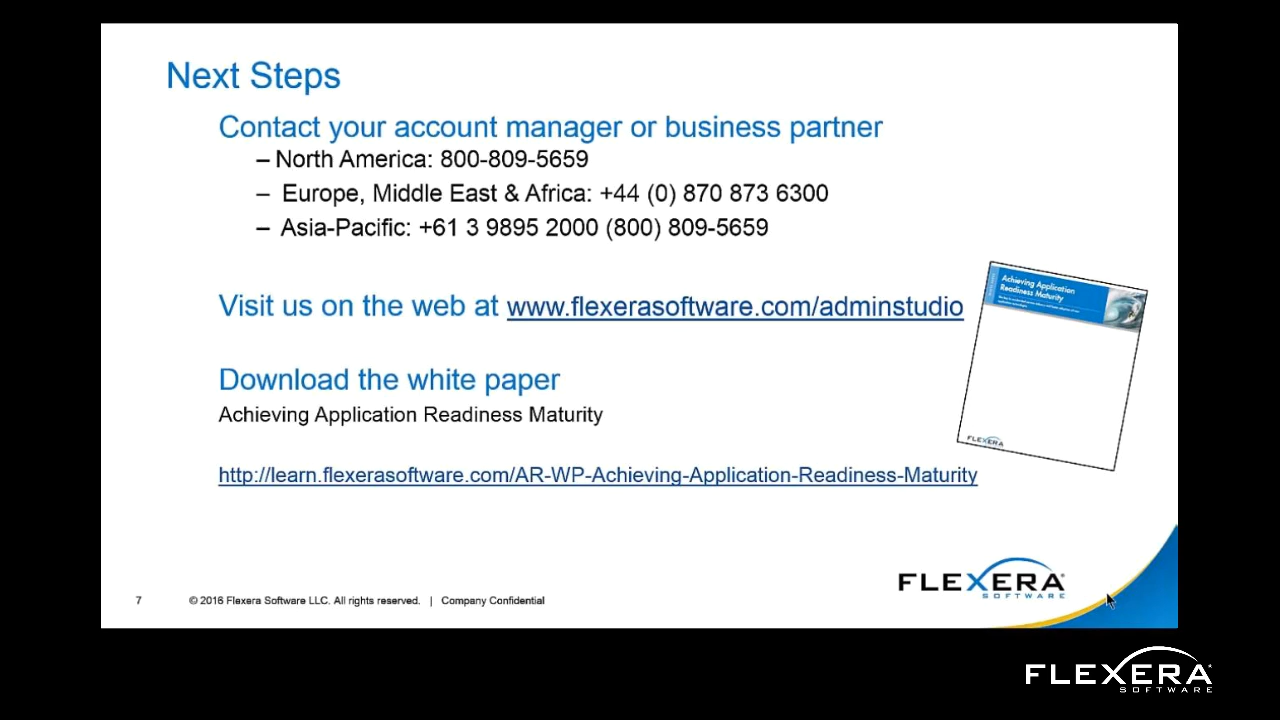 Next Steps
Contact your account manager or business partner
– North America: 800-809-5659
– Europe, Middle East & Africa: +44 (0) 870 873 6300
– Asia-Pacific: +61 3 9895 2000 (800) 809-5659
Achieving Application
Readiness Maturity
Visit us on the web at www.flexerasoftware.com/adminstudio
Download the white paper
Achieving Application Readiness Maturity
FLEXERA
http://learn.flexerasoftware.com/AR-WP-Achieving-Application-Readiness-Maturity
FLEXERA
SOFTWARE
7 © 2016 Flexera Software LLC. All rights reserved. | Company Confidential
FLEXERA
SOFTWARE